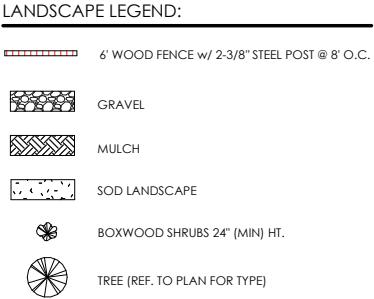 LANDSCAPE LEGEND:
6' WOOD FENCE w/ 2-3/8" STEEL POST @ 8' O.C.
GRAVEL
MULCH
SOD LANDSCAPE
BOXWOOD SHRUBS 24" (MIN) HT.
TREE (REF. TO PLAN FOR TYPE)